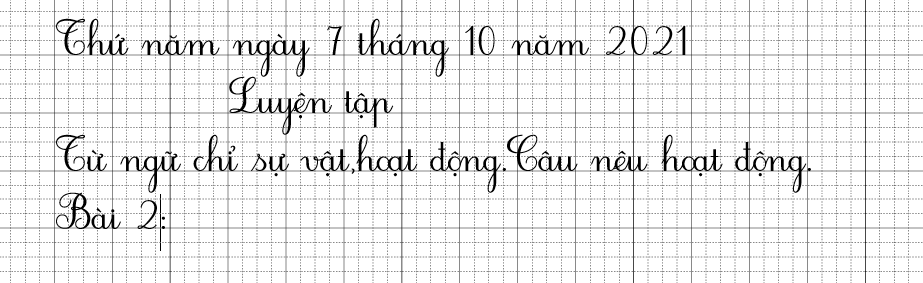 Thứ năm ngày 7 tháng 10 năm 2021
Luyện tập
Từ ngữ chỉ sự vật,hoạt động.Câu nêu hoạt động.
Bài 2: